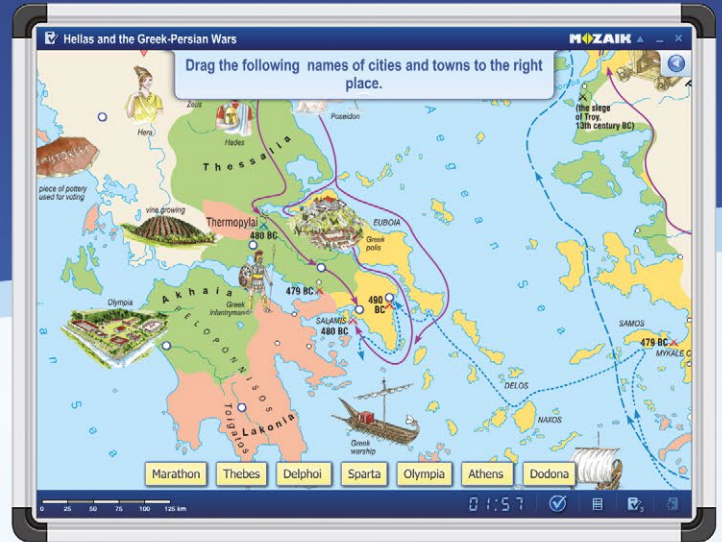 Hellas and the Greek-Persian Wars
MOZAIK
Drag the following names of cities and towns to the right
place.
Zeus
Poseidon
Hera
Hades
(the siege
of Troy,
13th century BC)
Thessalia
Aegean Sea
piece of pottery
used for voting
vine growing
Thermopylai
480 BC
EUBOIA
Greek
polis
Akhaia
Olympia
Greek
infantryman
479 BC
490
BC
SALAMIS
480 BC
PELOPONNISOS
SAMOS
479 BC
MYKALE C
DELOS
NAXOS
Toigatos
Lakonia
Greek
warship
Marathon
Thebes
Delphoi
Sparta
Olympia
Athens
Dodona
0 25 50 75 100 125 km
01:57